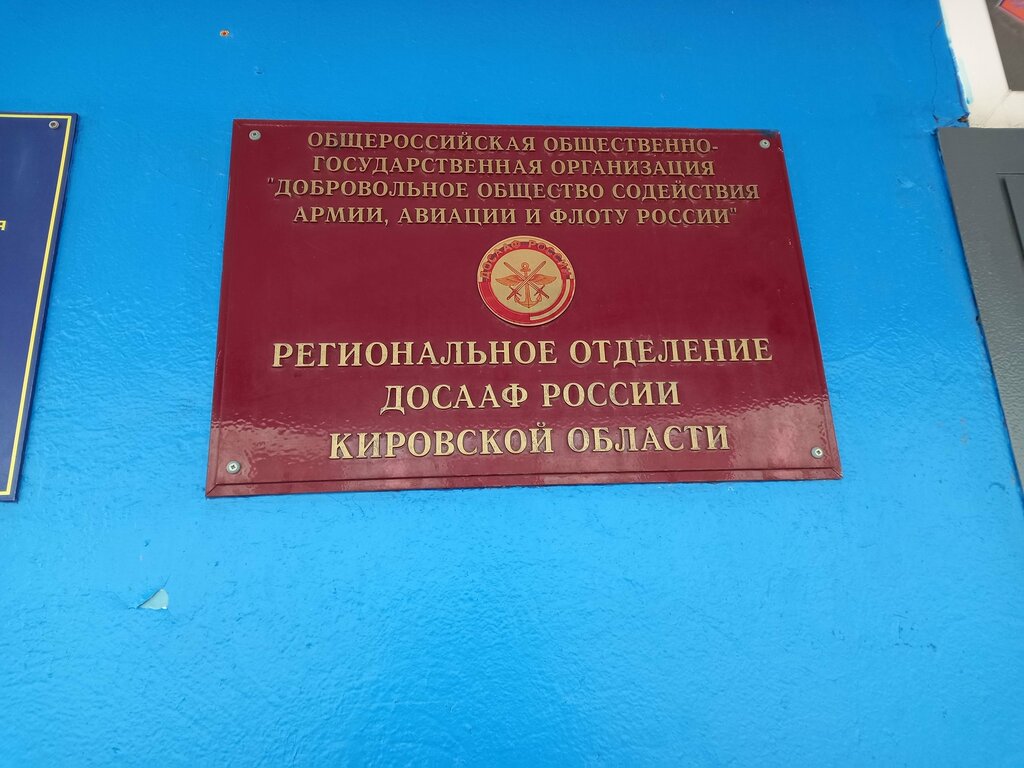 ОБЩЕРОССИЙСКАЯ ОБЩЕСТВЕННО-
ГОСУДАРСТВЕННАЯ ОРГАНИЗАЦИЯ
"ДОБРОВОЛЬНОЕ ОБЩЕСТВО СОДЕЙСТВИЯ
АРМИИ, АВИАЦИИ И ФЛОТУ РОССИИ"
ДОСААФ РОССИИ
РЕГИОНАЛЬНОЕ ОТДЕЛЕНИЕ
ДОСААФ РОССИИ
КИРОВСКОЙ ОБЛАСТИ